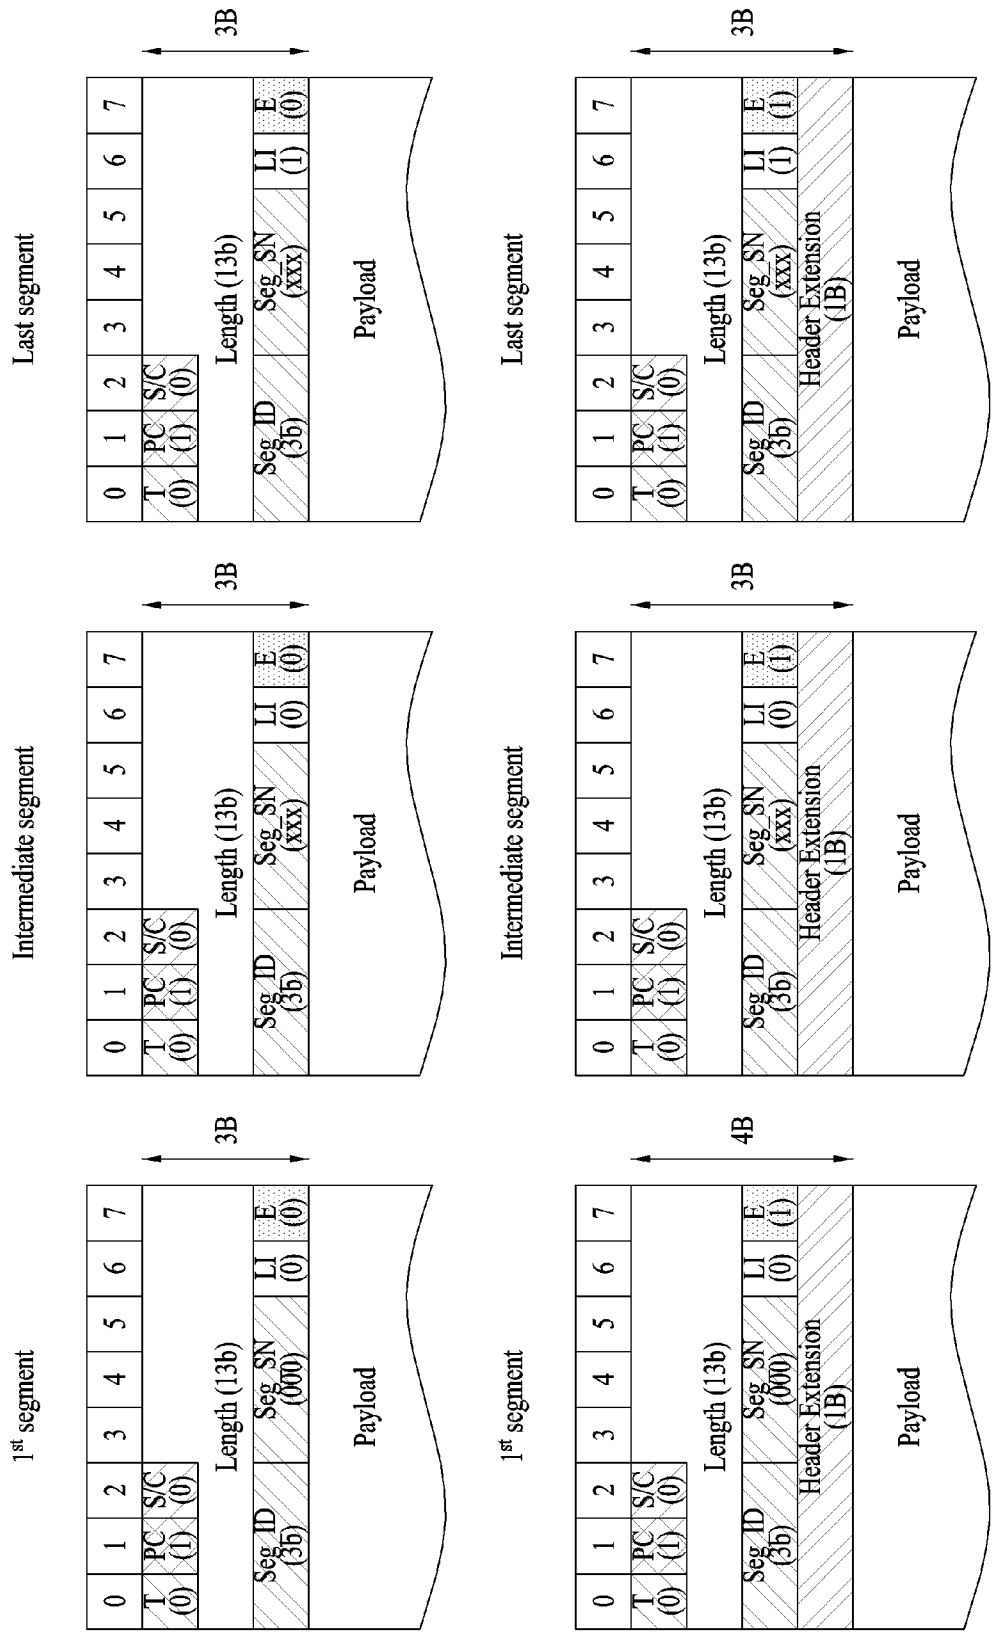 1st segment
0 1 2 3 4 5 6 7
T PC S/C
(0) (1) (0)
Length (13b)
Seg_ID Seg_SN LI E
(3b) (000) (0) (0)
Payload
3B
Intermediate segment
0 1 2 3 4 5 6 7
T PC S/C
(0) (1) (0)
Length (13b)
Seg_ID Seg_SN LI E
(3b) (xxx) (0) (0)
Payload
3B
Last segment
0 1 2 3 4 5 6 7
T PC S/C
(0) (1) (0)
Length (13b)
Seg_ID Seg_SN LI E
(3b) (xxx) (1) (0)
Payload
3B
1st segment
0 1 2 3 4 5 6 7
T PC S/C
(0) (1) (0)
Length (13b)
Seg_ID Seg_SN LI E
(3b) (000) (0) (1)
Header Extension
(1B)
Payload
4B
Intermediate segment
0 1 2 3 4 5 6 7
T PC S/C
(0) (1) (0)
Length (13b)
Seg_ID Seg_SN LI E
(3b) (xxx) (0) (1)
Header Extension
(1B)
Payload
3B
Last segment
0 1 2 3 4 5 6 7
T PC S/C
(0) (1) (0)
Length (13b)
Seg_ID Seg_SN LI E
(3b) (xxx) (1) (1)
Header Extension
(1B)
Payload
3B